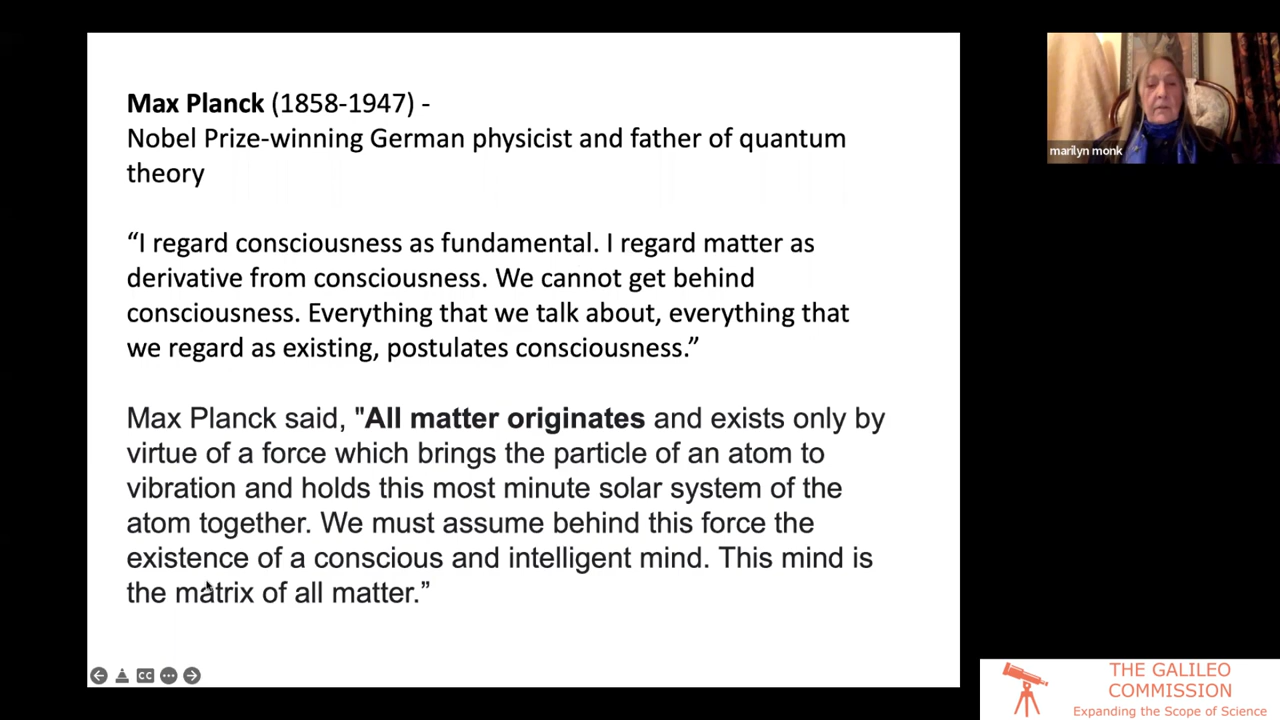 Max Planck (1858-1947) -
Nobel Prize-winning German physicist and father of quantum
theory
“I regard consciousness as fundamental. I regard matter as
derivative from consciousness. We cannot get behind
consciousness. Everything that we talk about, everything that
we regard as existing, postulates consciousness.”
Max Planck said, "All matter originates and exists only by
virtue of a force which brings the particle of an atom to
vibration and holds this most minute solar system of the
atom together. We must assume behind this force the
existence of a conscious and intelligent mind. This mind is
the matrix of all matter.”
CC
marilyn monk
THE GALILEO
COMMISSION
Expanding the Scope of Science